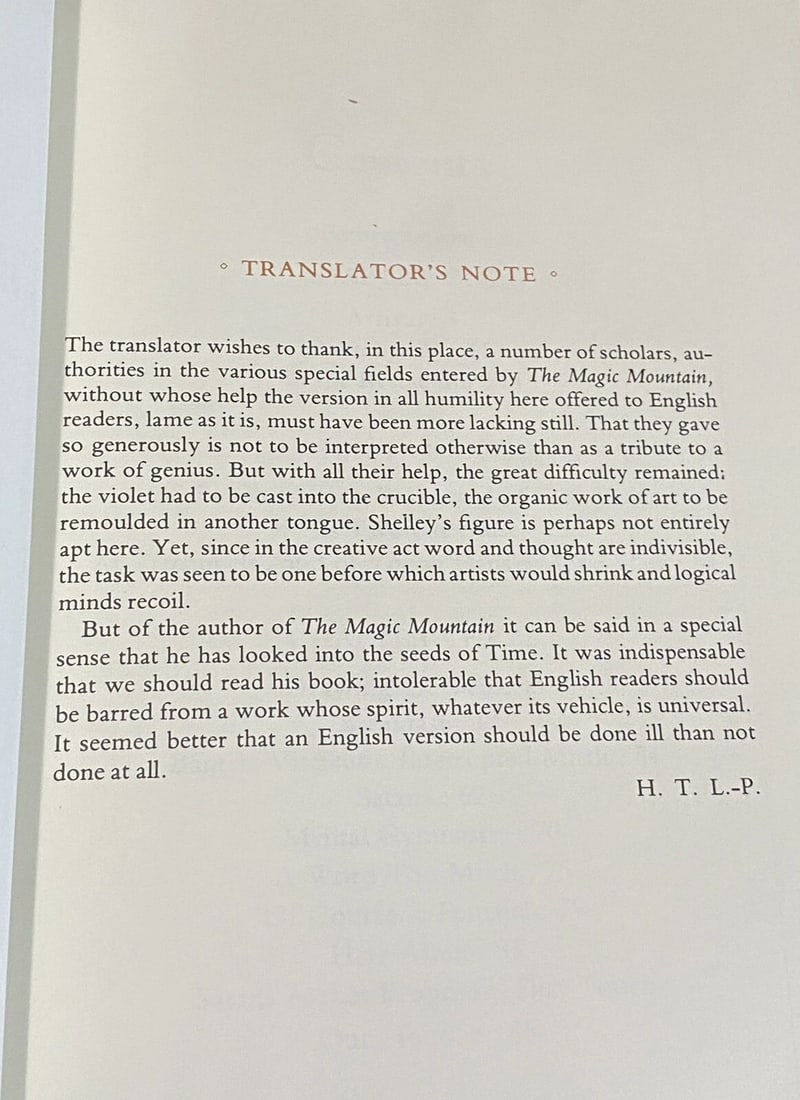 ◦ TRANSLATOR'S NOTE ◦
The translator wishes to thank, in this place, a number of scholars, au-
thorities in the various special fields entered by The Magic Mountain,
without whose help the version in all humility here offered to English
readers, lame as it is, must have been more lacking still. That they gave
so generously is not to be interpreted otherwise than as a tribute to a
work of genius. But with all their help, the great difficulty remained:
the violet had to be cast into the crucible, the organic work of art to be
remoulded in another tongue. Shelley's figure is perhaps not entirely
apt here. Yet, since in the creative act word and thought are indivisible,
the task was seen to be one before which artists would shrink and logical
minds recoil.
But of the author of The Magic Mountain it can be said in a special
sense that he has looked into the seeds of Time. It was indispensable
that we should read his book; intolerable that English readers should
be barred from a work whose spirit, whatever its vehicle, is universal.
It seemed better that an English version should be done ill than not
done at all.
H. T. L.-P.